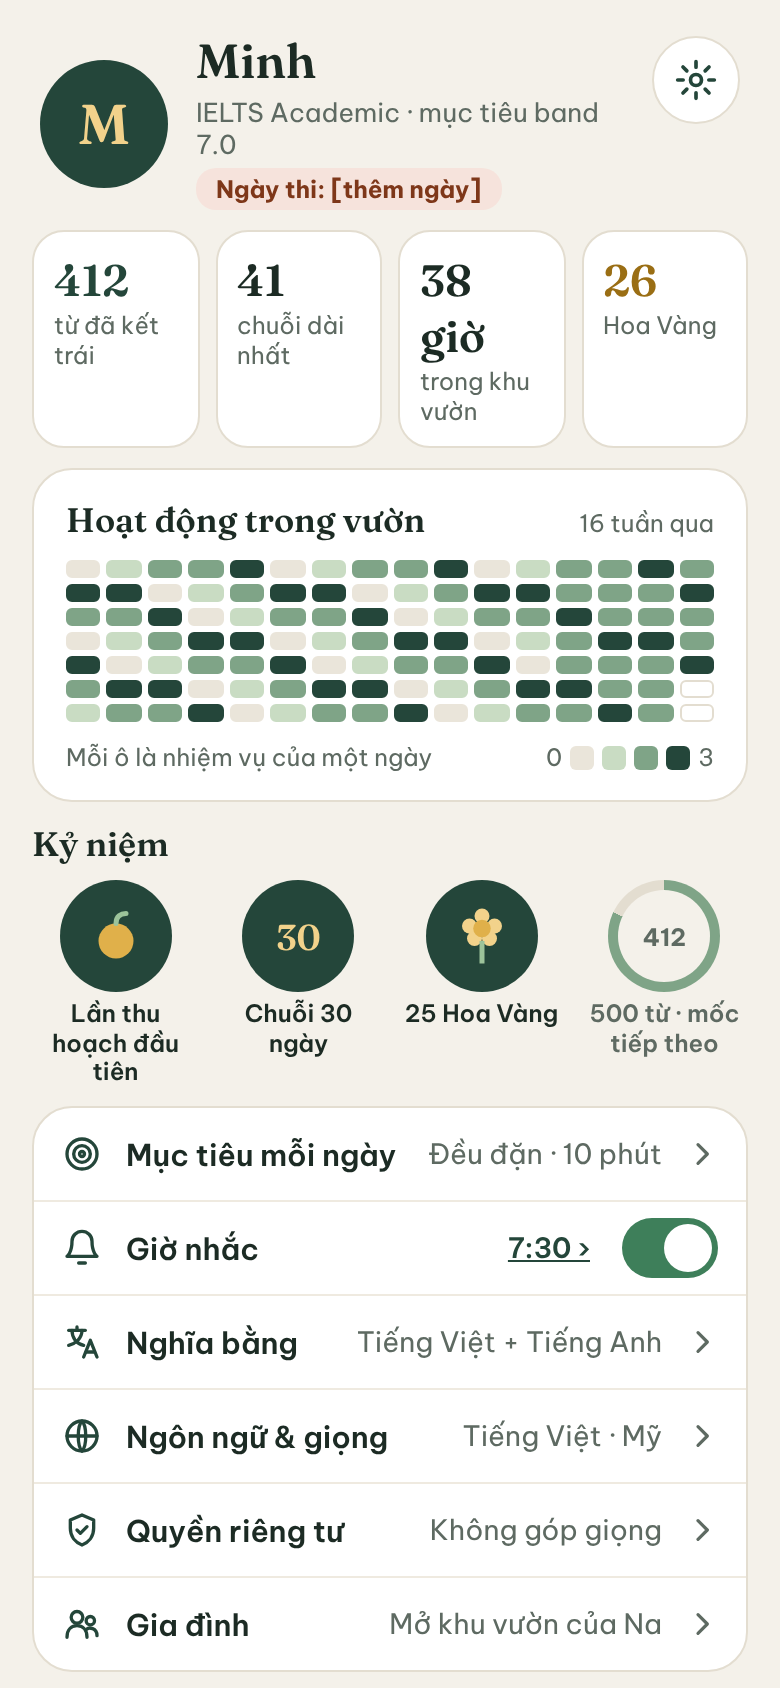 M
Minh
IELTS Academic · mục tiêu band
7.0
Ngày thi: [thêm ngày]
412
từ đã kết
trái
41
chuỗi dài
nhất
38
giờ
trong khu
vườn
26
Hoa Vàng
Hoạt động trong vườn
16 tuần qua
Mỗi ô là nhiệm vụ của một ngày
0
3
Kỷ niệm
Lần thu
hoạch đầu
tiên
30
Chuỗi 30
ngày
25 Hoa Vàng
412
500 từ · mốc
tiếp theo
Mục tiêu mỗi ngày
Đều đặn · 10 phút
Giờ nhắc
7:30 ›
Nghĩa bằng
Tiếng Việt + Tiếng Anh
Ngôn ngữ & giọng
Tiếng Việt · Mỹ
Quyền riêng tư
Không góp giọng
Gia đình
Mở khu vườn của Na